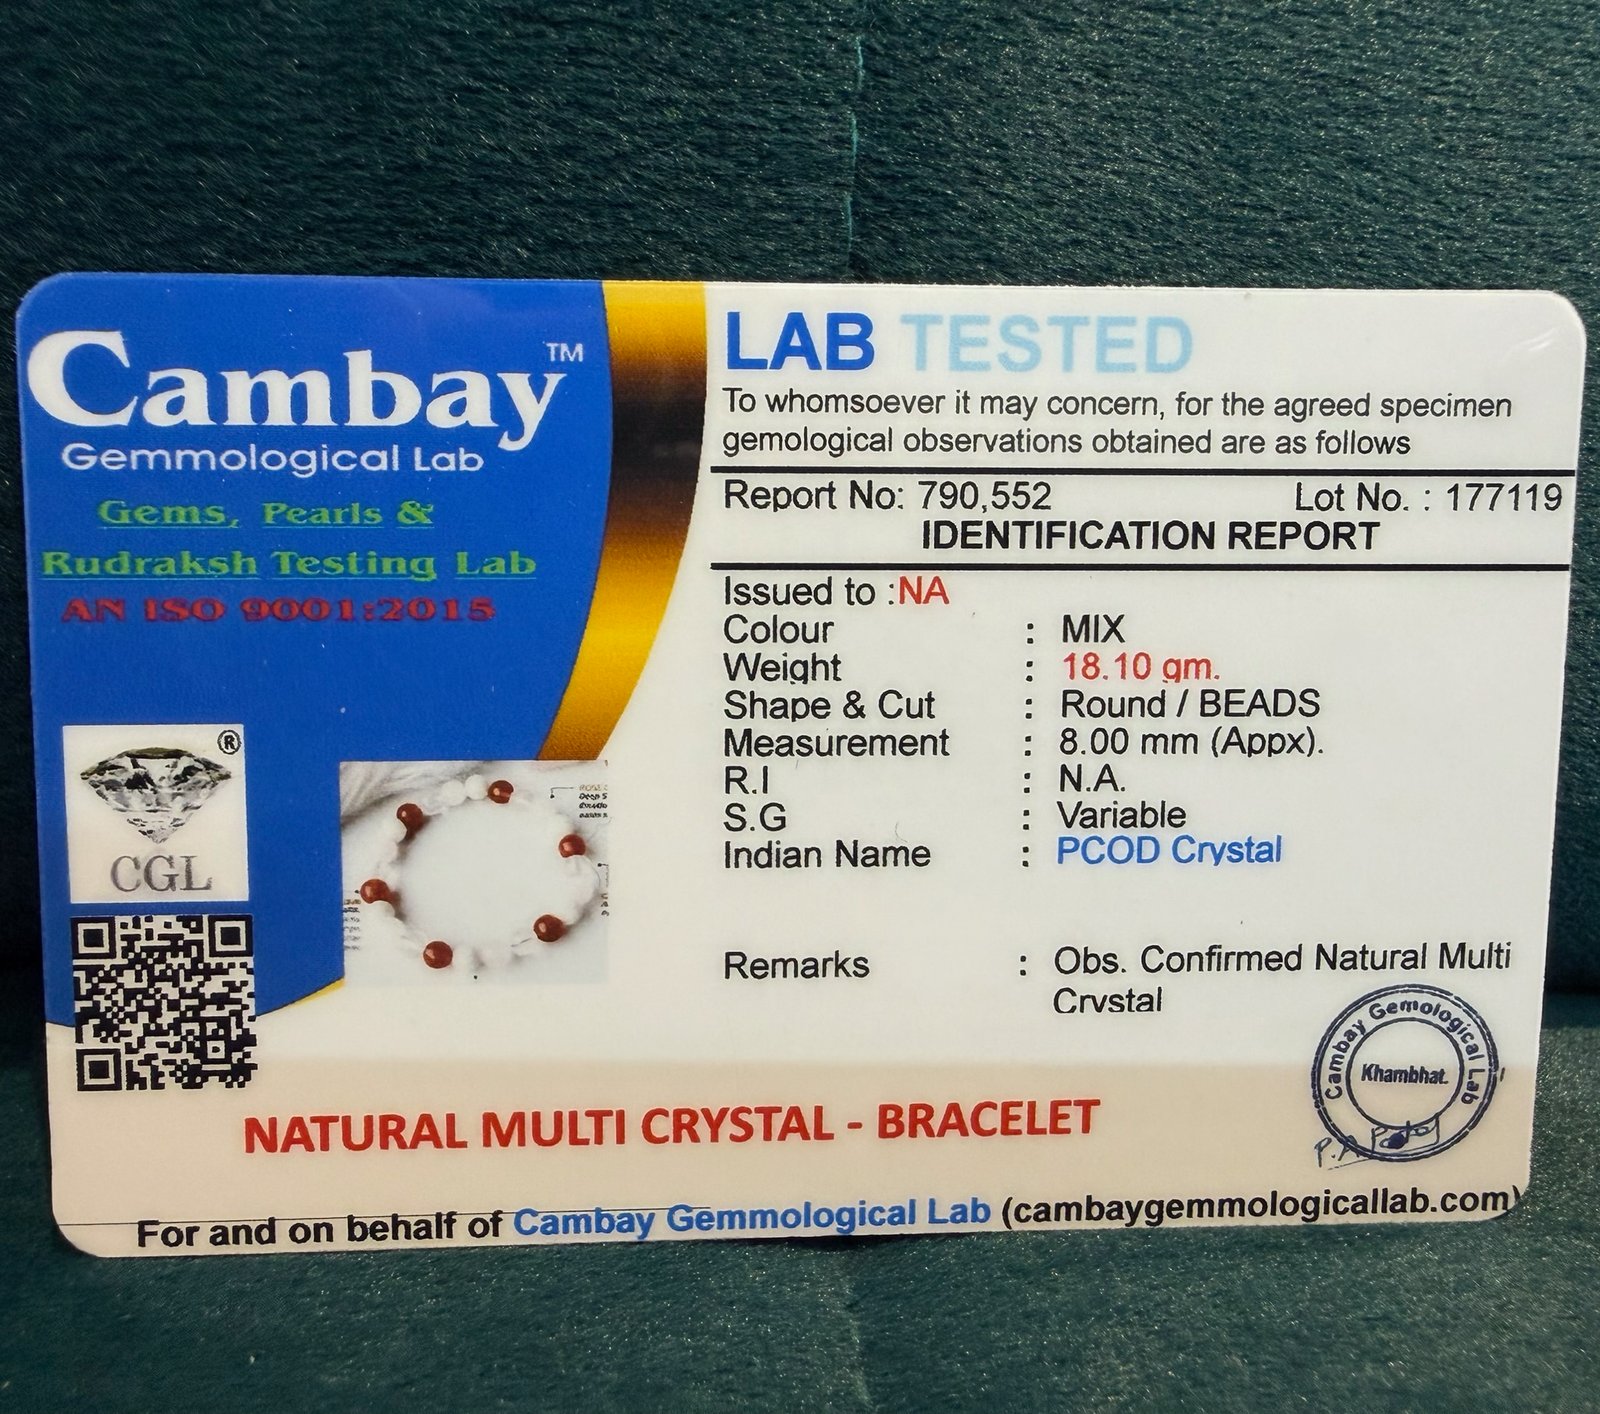 Cambay™
Gemmological Lab
Gems, Pearls &
Rudraksh Testing Lab
AN ISO 9001:2015
®
CGL
LAB TESTED
To whomsoever it may concern, for the agreed specimen
gemological observations obtained are as follows
Report No: 790,552 Lot No. : 177119
IDENTIFICATION REPORT
Issued to :NA
Colour : MIX
Weight : 18.10 gm.
Shape & Cut : Round / BEADS
Measurement : 8.00 mm (Appx).
R.I : N.A.
S.G : Variable
Indian Name : PCOD Crystal
Remarks : Obs. Confirmed Natural Multi
Crystal
Cambay Gemological Lab
Khambhat.
NATURAL MULTI CRYSTAL - BRACELET
For and on behalf of Cambay Gemmological Lab (cambaygemmologicallab.com)